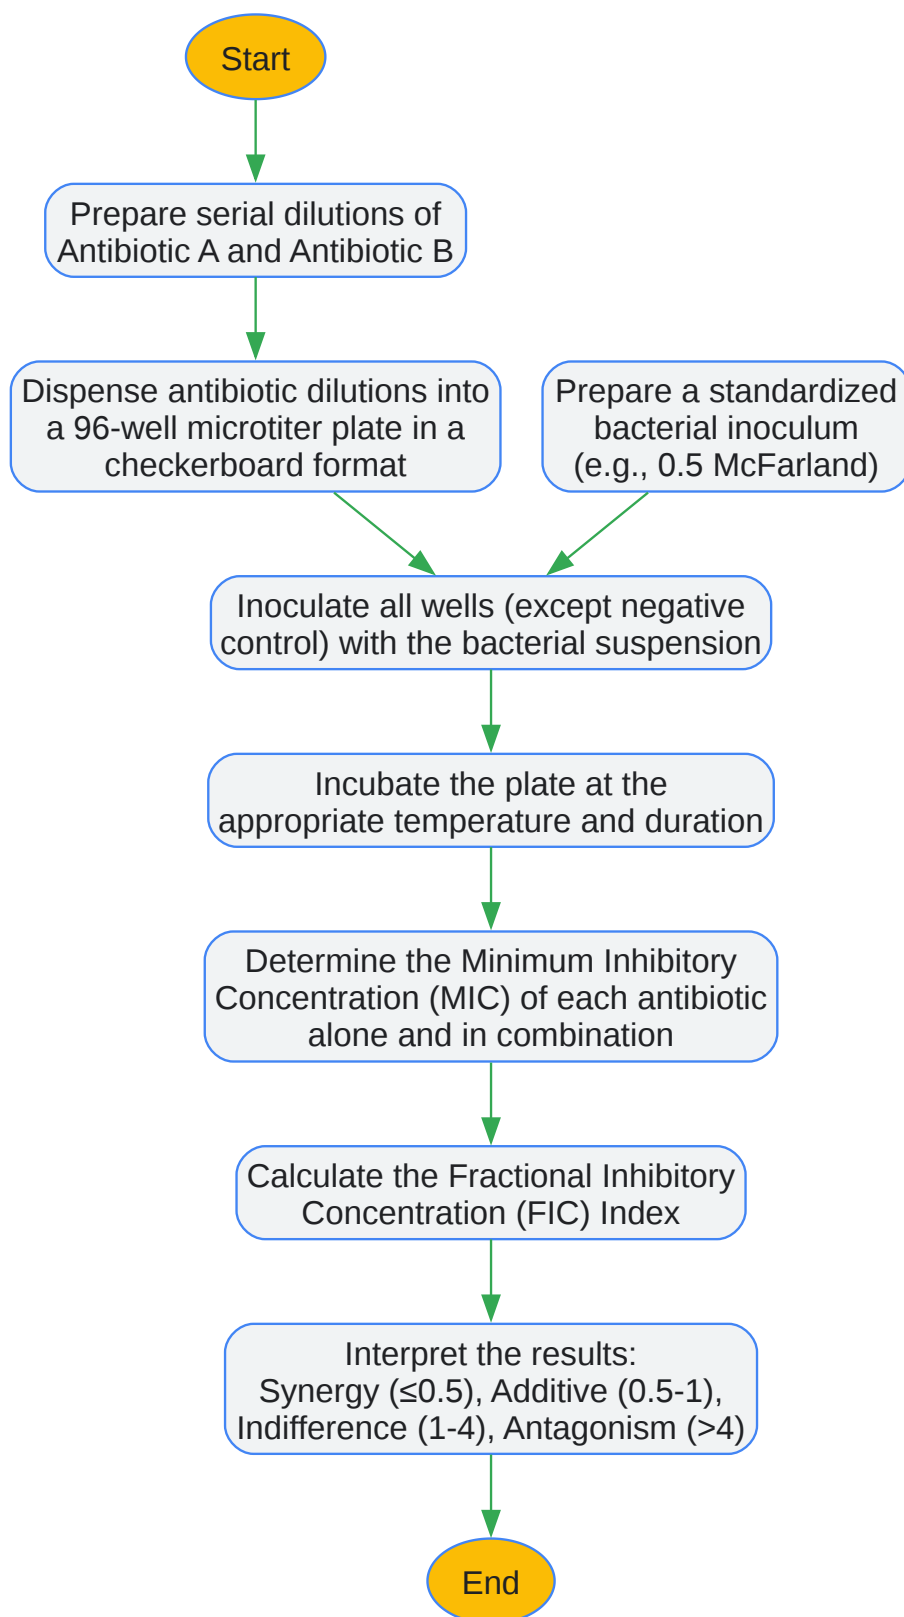 Start
Prepare serial dilutions of
Antibiotic A and Antibiotic B
Dispense antibiotic dilutions into
a 96-well microtiter plate in a
checkerboard format
Prepare a standardized
bacterial inoculum
(e.g., 0.5 McFarland)
Inoculate all wells (except negative
control) with the bacterial suspension
Incubate the plate at the
appropriate temperature and duration
Determine the Minimum Inhibitory
Concentration (MIC) of each antibiotic
alone and in combination
Calculate the Fractional Inhibitory
Concentration (FIC) Index
Interpret the results:
Synergy (≤0.5), Additive (0.5-1),
Indifference (1-4), Antagonism (>4)
End